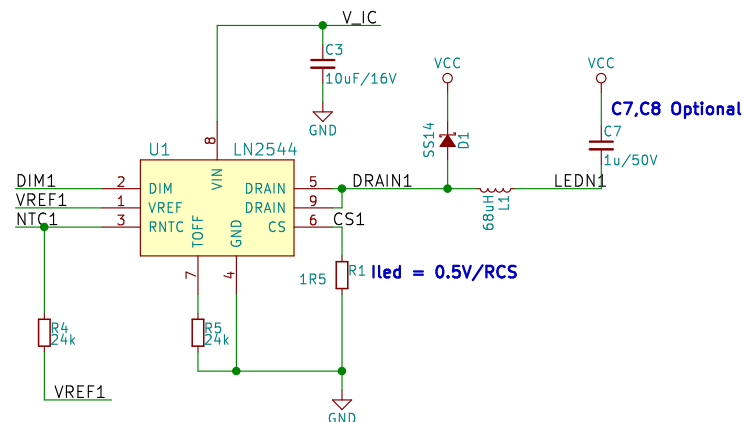 V_IC
C3
10uF/16V
GND
VCC
VCC
C7,C8 Optional
SS14
D1
C7
1u/50V
U1
LN2544
8
VIN
DIM1
2
DIM
DRAIN
5
DRAIN1
LEDN1
VREF1
1
VREF
DRAIN
9
68uH
L1
NTC1
3
RNTC
CS
6
CS1
TOFF
GND
7
4
1R5
R1
Iled = 0.5V/RCS
R4
24k
R5
24k
VREF1
GND